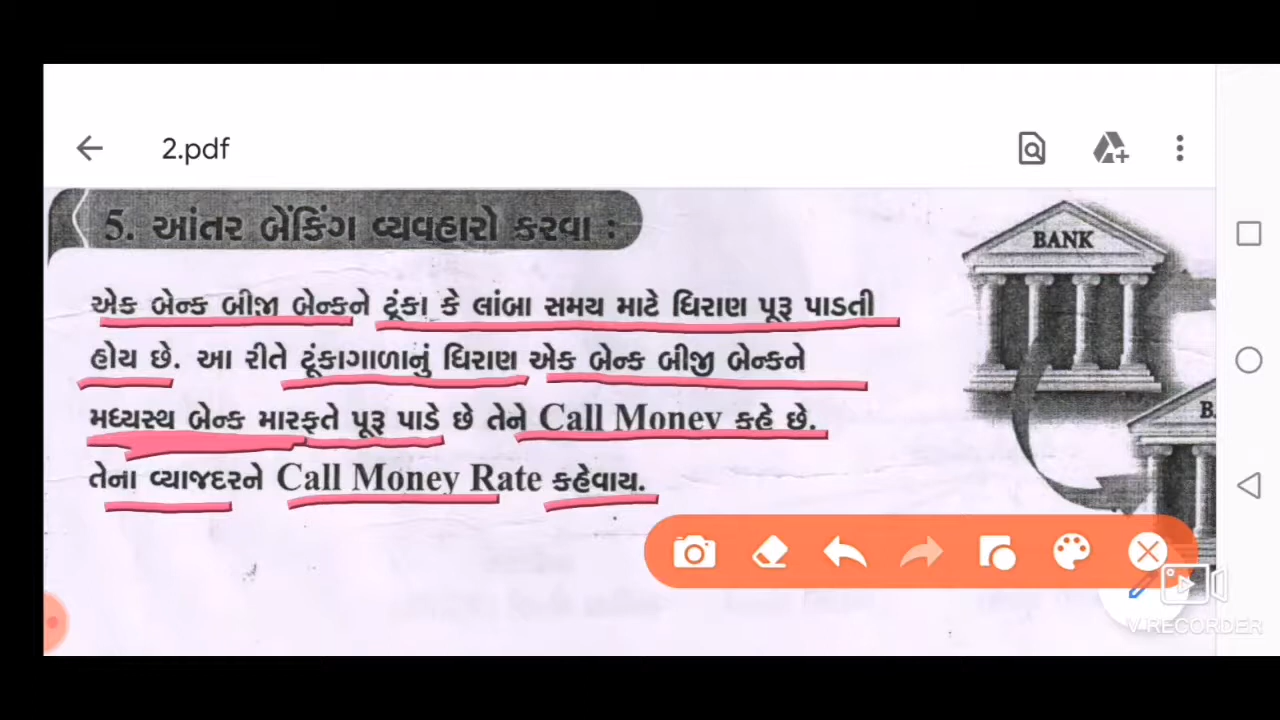 2.pdf
5. આંતર બેંકિંગ વ્યવહારો કરવા :
BANK
એક બેન્ક બીજી બેન્કને ટૂંકા કે લાંબા સમય માટે ધિરાણ પૂરૂ પાડતી
હોય છે. આ રીતે ટૂંકાગાળાનું ધિરાણ એક બેન્ક બીજી બેન્કને
મધ્યસ્થ બેન્ક મારફતે પૂરૂ પાડે છે તેને Call Money કહે છે.
તેના વ્યાજદરને Call Money Rate કહેવાય.
V RECORDER